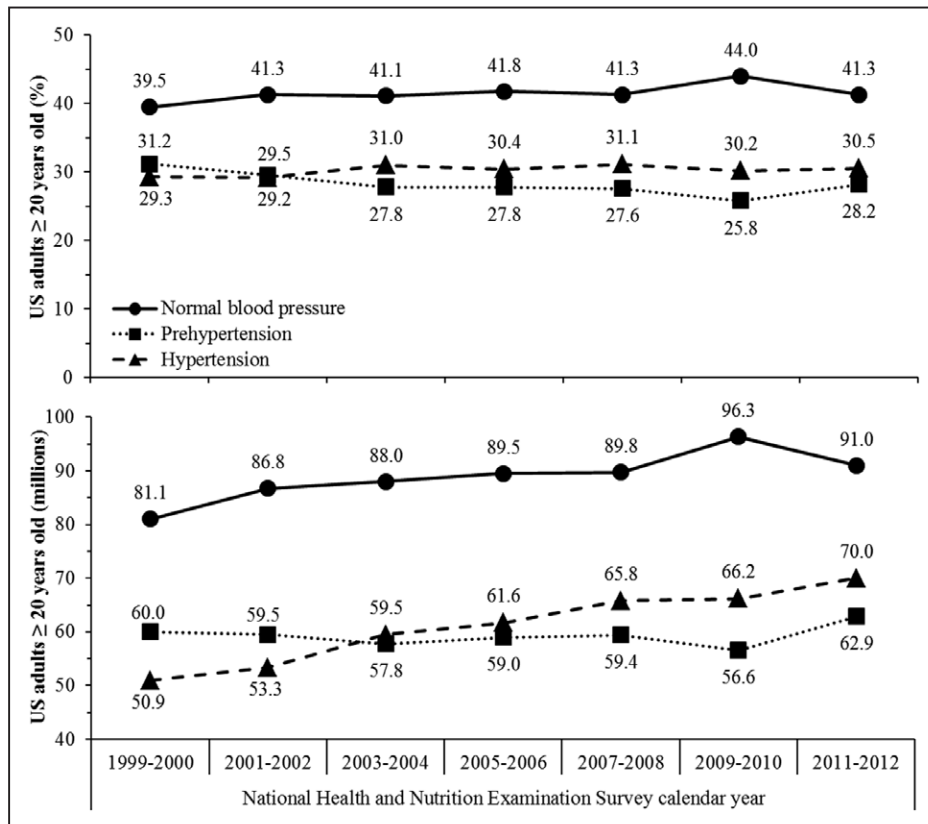 US adults ≥ 20 years old (%)
50
40
30
20
10
0
39.5 41.3 41.1 41.8 41.3 44.0 41.3
31.2 29.5 31.0 30.4 31.1 30.2 30.5
29.3 29.2 27.8 27.8 27.6 25.8 28.2
Normal blood pressure
Prehypertension
Hypertension
US adults ≥ 20 years old (millions)
100
90
80
70
60
50
40
81.1 86.8 88.0 89.5 89.8 96.3 91.0
60.0 59.5 59.5 61.6 65.8 66.2 70.0
50.9 53.3 57.8 59.0 59.4 56.6 62.9
1999-2000 2001-2002 2003-2004 2005-2006 2007-2008 2009-2010 2011-2012
National Health and Nutrition Examination Survey calendar year